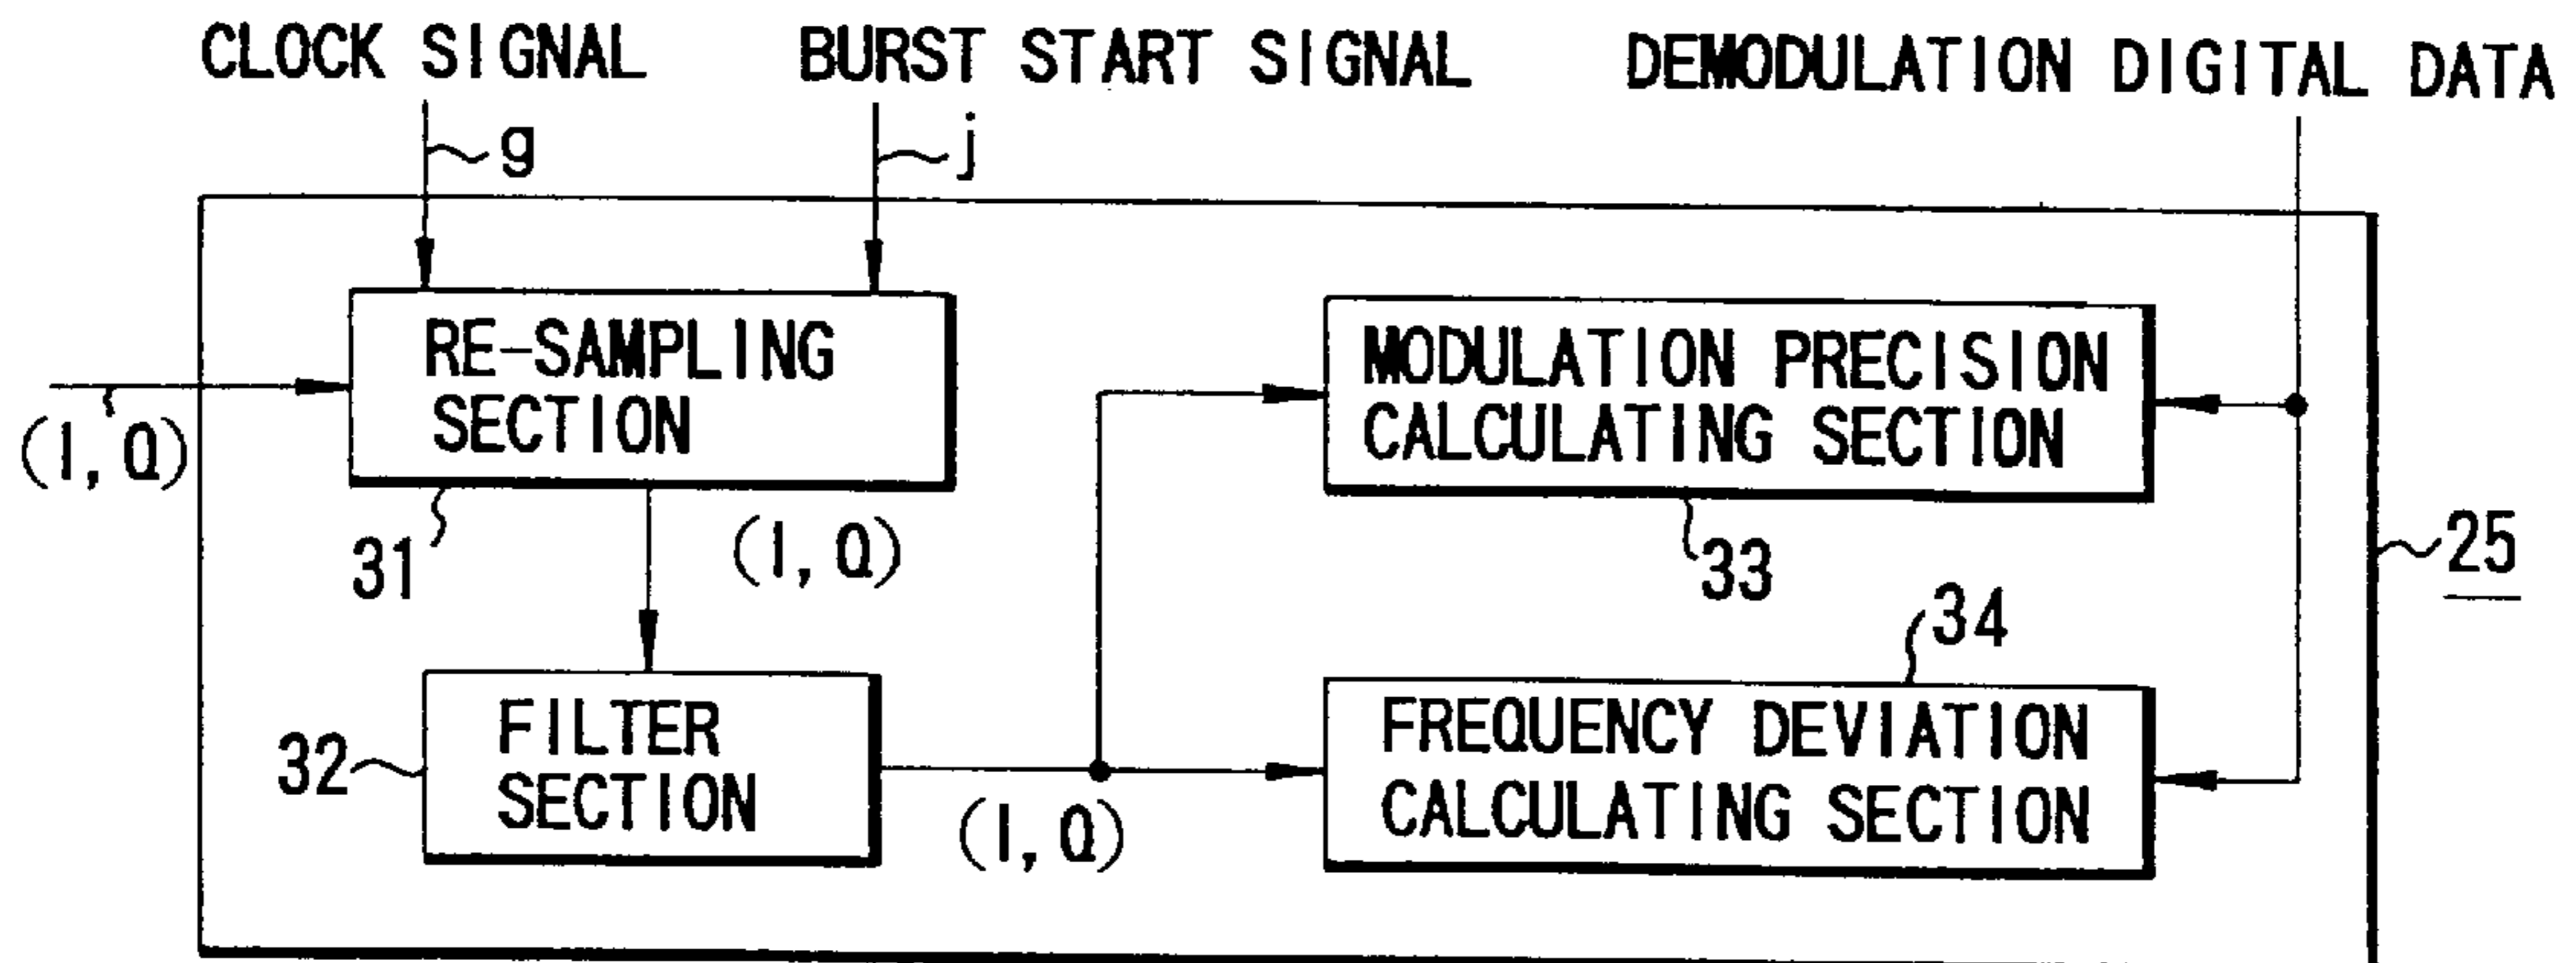 CLOCK SIGNAL
BURST START SIGNAL
DEMODULATION DIGITAL DATA
g
j
RE-SAMPLING
SECTION
MODULATION PRECISION
CALCULATING SECTION
(I, Q)
31
(I, Q)
33
25
34
32
FILTER
SECTION
FREQUENCY DEVIATION
CALCULATING SECTION
(I, Q)